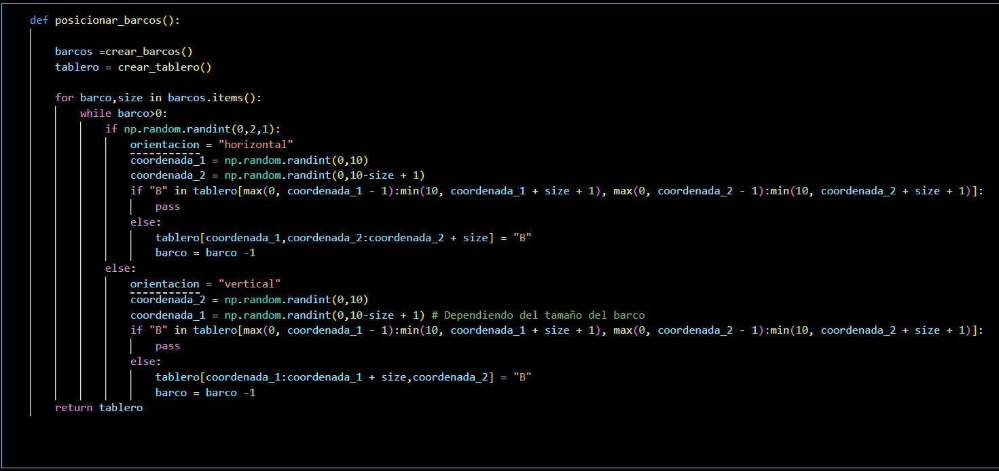 def posicionar_barcos():
barcos =crear_barcos()
tablero = crear_tablero()
for barco,size in barcos.items():
while barco>0:
if np.random.randint(0,2,1):
orientacion = "horizontal"
coordenada_1 = np.random.randint(0,10)
coordenada_2 = np.random.randint(0,10-size + 1)
if "B" in tablero[max(0, coordenada_1 - 1):min(10, coordenada_1 + size + 1), max(0, coordenada_2 - 1):min(10, coordenada_2 + size + 1)]:
pass
else:
tablero[coordenada_1,coordenada_2:coordenada_2 + size] = "B"
barco = barco -1
else:
orientacion = "vertical"
coordenada_2 = np.random.randint(0,10)
coordenada_1 = np.random.randint(0,10-size + 1) # Dependiendo del tamaño del barco
if "B" in tablero[max(0, coordenada_1 - 1):min(10, coordenada_1 + size + 1), max(0, coordenada_2 - 1):min(10, coordenada_2 + size + 1)]:
pass
else:
tablero[coordenada_1:coordenada_1 + size,coordenada_2] = "B"
barco = barco -1
return tablero